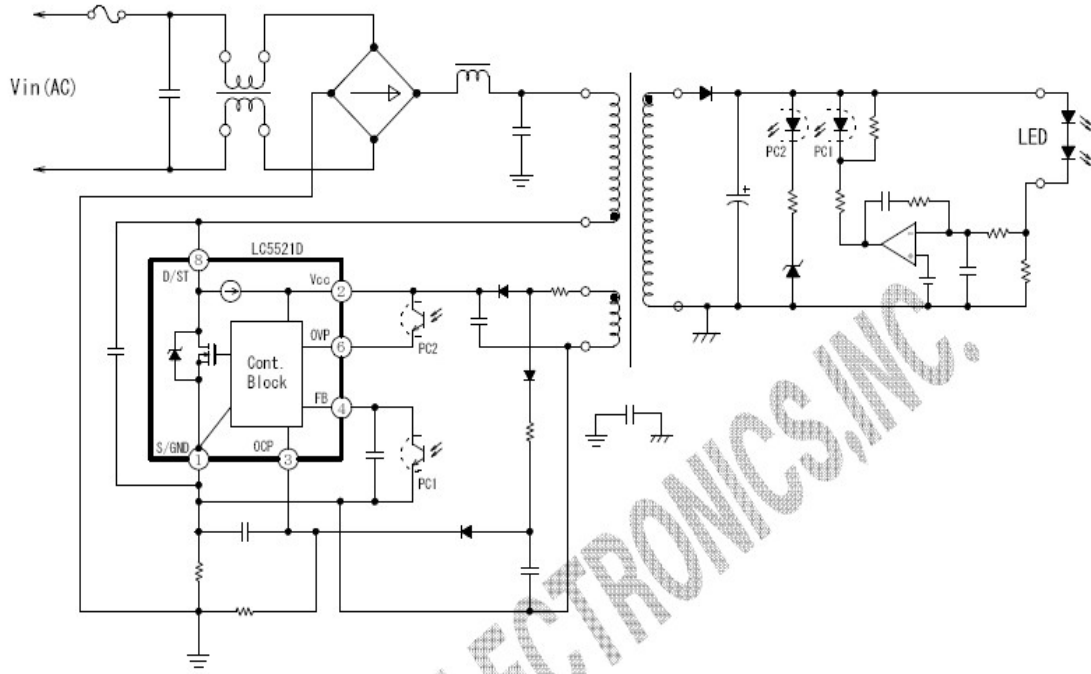 Vin(AC)
LED
PC2
PC1
LC5521D
8
D/ST
Vcc
2
OVP
6
PC2
Cont.
Block
FB
4
S/GND
OCP
1
3
PC1
+
-
+
ELECTRONICS,INC.